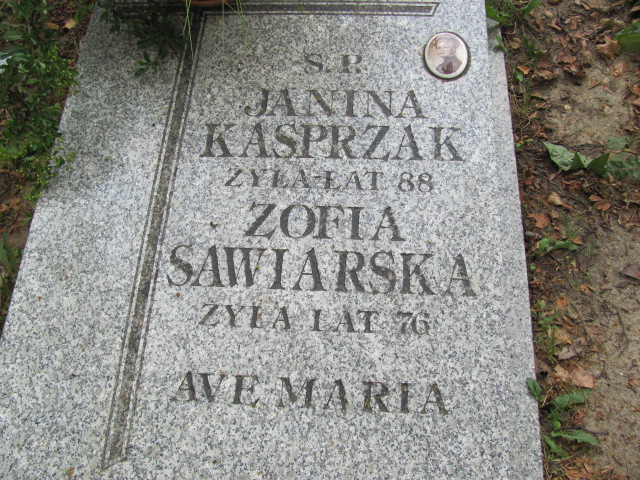 S.P.
JANINA
KASPRZAK
ŻYŁA LAT 88
ZOFIA
SAWIARSKA
ŻYŁA LAT 76
AVE MARIA